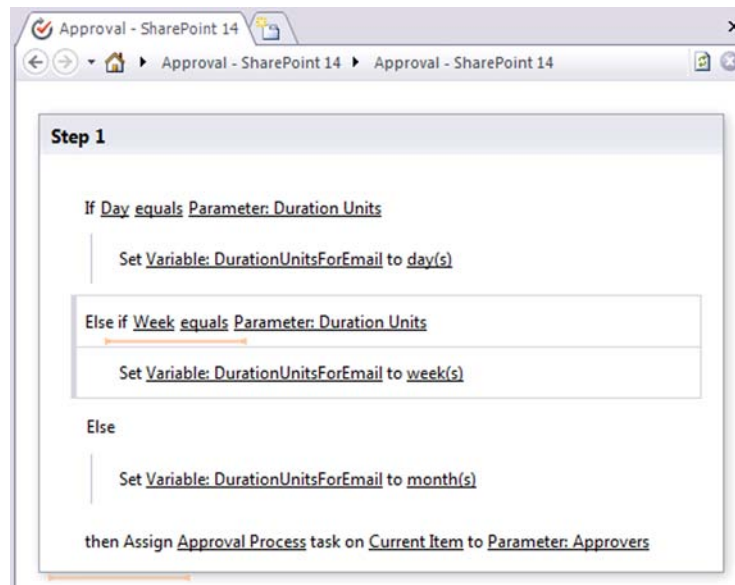 Approval - SharePoint 14
Approval - SharePoint 14 Approval - SharePoint 14
Step 1
If Day equals Parameter: Duration Units
Set Variable: DurationUnitsForEmail to day(s)
Else if Week equals Parameter: Duration Units
Set Variable: DurationUnitsForEmail to week(s)
Else
Set Variable: DurationUnitsForEmail to month(s)
then Assign Approval Process task on Current Item to Parameter: Approvers